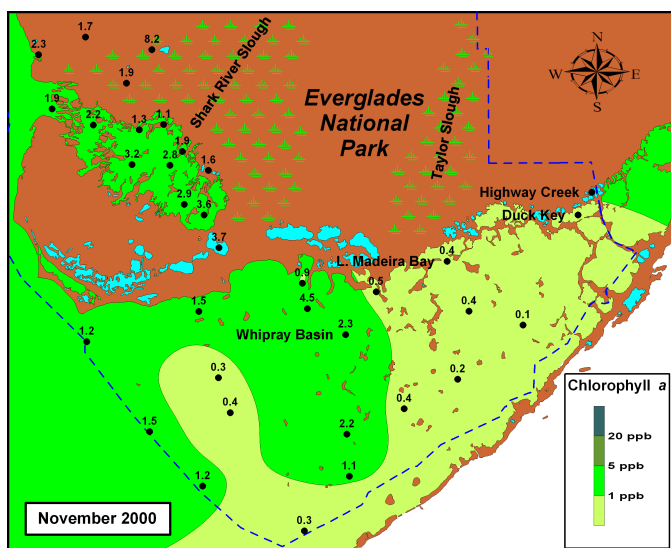 1.7
2.3
8.2
1.9
Shark River Slough
N
W E
S
1.9
2.2
1.3
1.1
Everglades
National
Park
Taylor Slough
1.9
3.2
2.8
1.6
2.9
3.6
Highway Creek
Duck Key
3.7
0.4
L. Madeira Bay
0.9
0.5
4.5
1.5
0.4
0.1
1.2
Whipray Basin
2.3
0.3
0.2
0.4
0.4
1.5
2.2
1.1
1.2
0.3
Chlorophyll a
20 ppb
5 ppb
1 ppb
November 2000